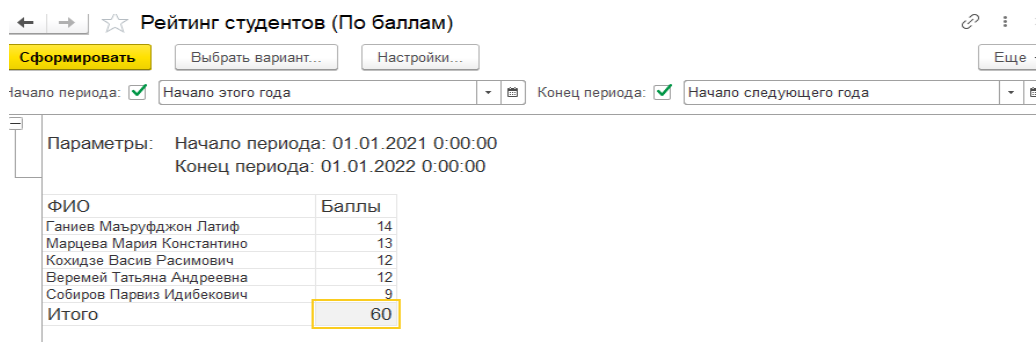 Рейтинг студентов (По баллам)
Сформировать Выбрать вариант... Настройки... Еще
Начало периода: Начало этого года Конец периода: Начало следующего года
Параметры: Начало периода: 01.01.2021 0:00:00
Конец периода: 01.01.2022 0:00:00
ФИО Баллы
Ганиев Маъруфджон Латиф 14
Марцева Мария Константино 13
Кохидзе Васив Расимович 12
Веремей Татьяна Андреевна 12
Собиров Парвиз Идибекович 9
Итого 60